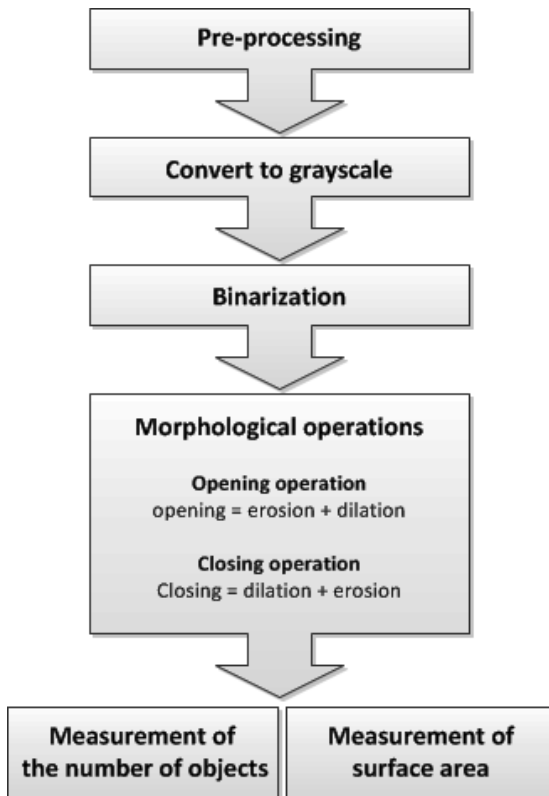 Pre-processing
Convert to grayscale
Binarization
Morphological operations
Opening operation
opening = erosion + dilation
Closing operation
Closing = dilation + erosion
Measurement of
the number of objects
Measurement of
surface area